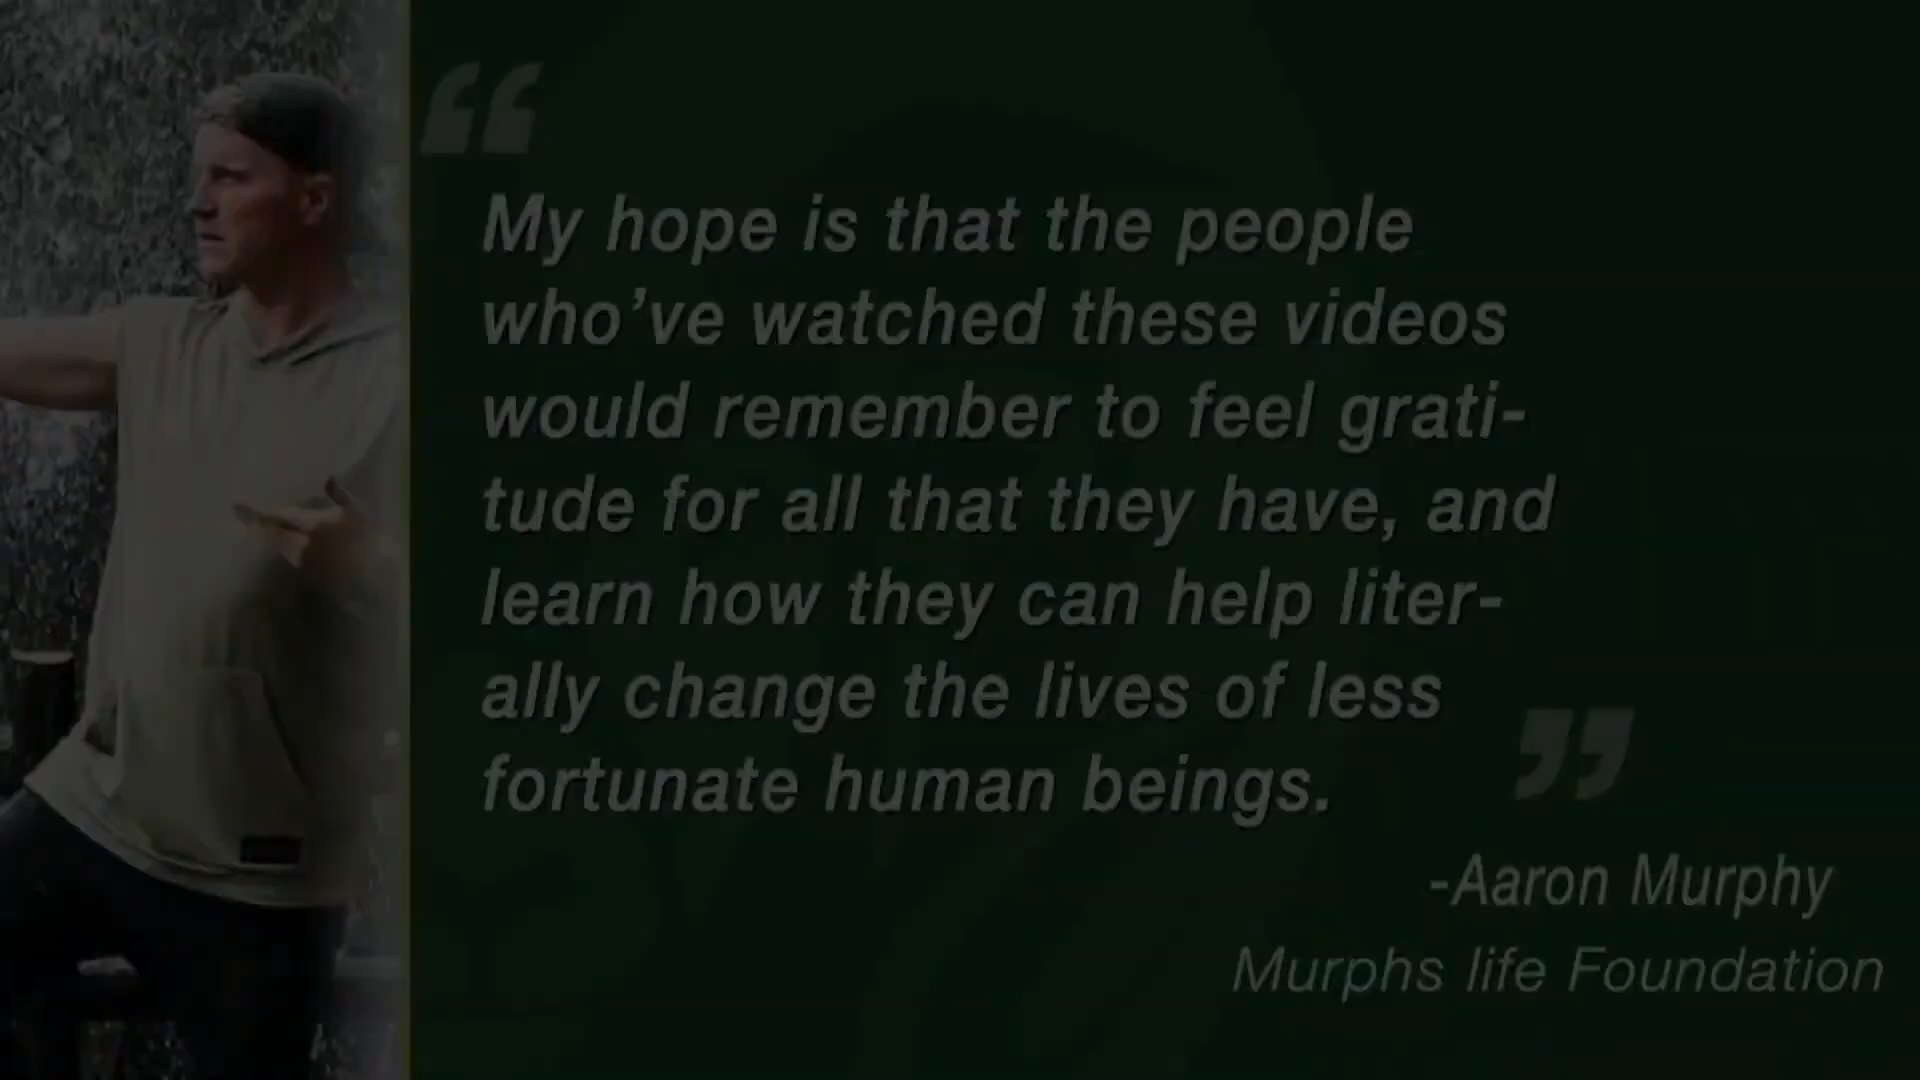 “
My hope is that the people
who’ve watched these videos
would remember to feel grati-
tude for all that they have, and
learn how they can help liter-
ally change the lives of less
fortunate human beings.
”
-Aaron Murphy
Murphs life Foundation